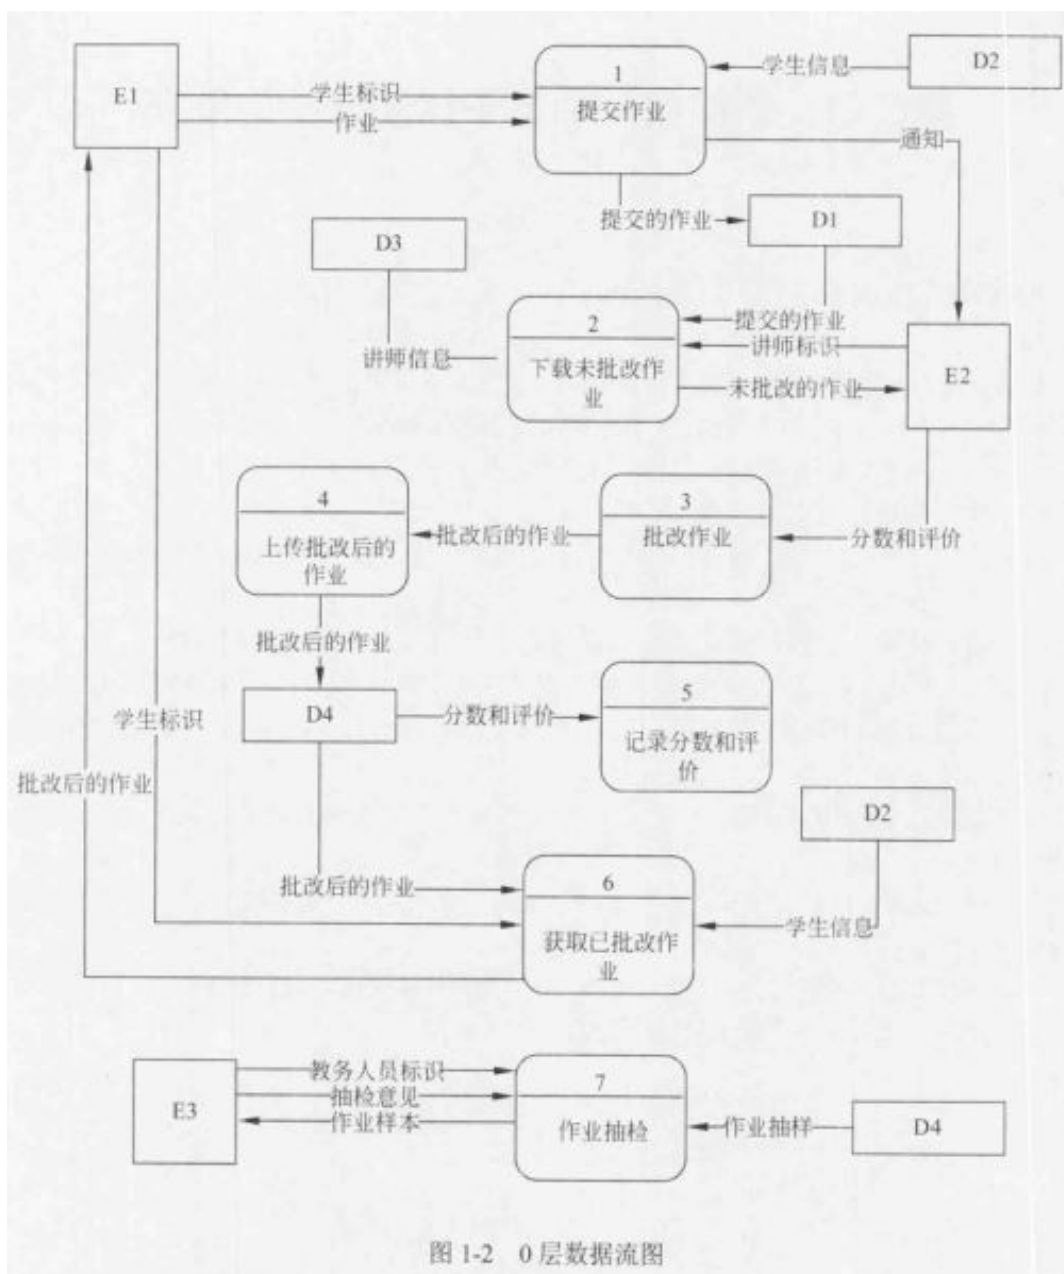 E1
学生标识
作业
1
提交作业
学生信息
D2
通知
提交的作业
D1
D3
2
下载未批改作
业
提交的作业
讲师标识
讲师信息
未批改的作业
E2
4
上传批改后的
作业
批改后的作业
3
批改作业
分数和评价
批改后的作业
D4
分数和评价
5
记录分数和评
价
学生标识
批改后的作业
D2
批改后的作业
6
获取已批改作
业
学生信息
E3
教务人员标识
抽检意见
作业样本
7
作业抽检
作业抽样
D4
图 1-2 0 层数据流图